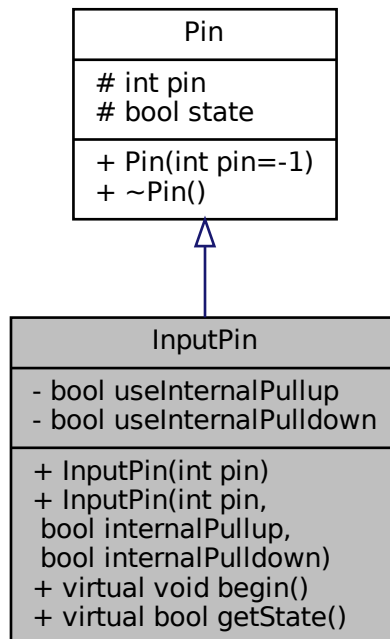 Pin
# int pin
# bool state
+ Pin(int pin=-1)
+ ~Pin()
InputPin
- bool useInternalPullup
- bool useInternalPulldown
+ InputPin(int pin)
+ InputPin(int pin,
bool internalPullup,
bool internalPulldown)
+ virtual void begin()
+ virtual bool getState()